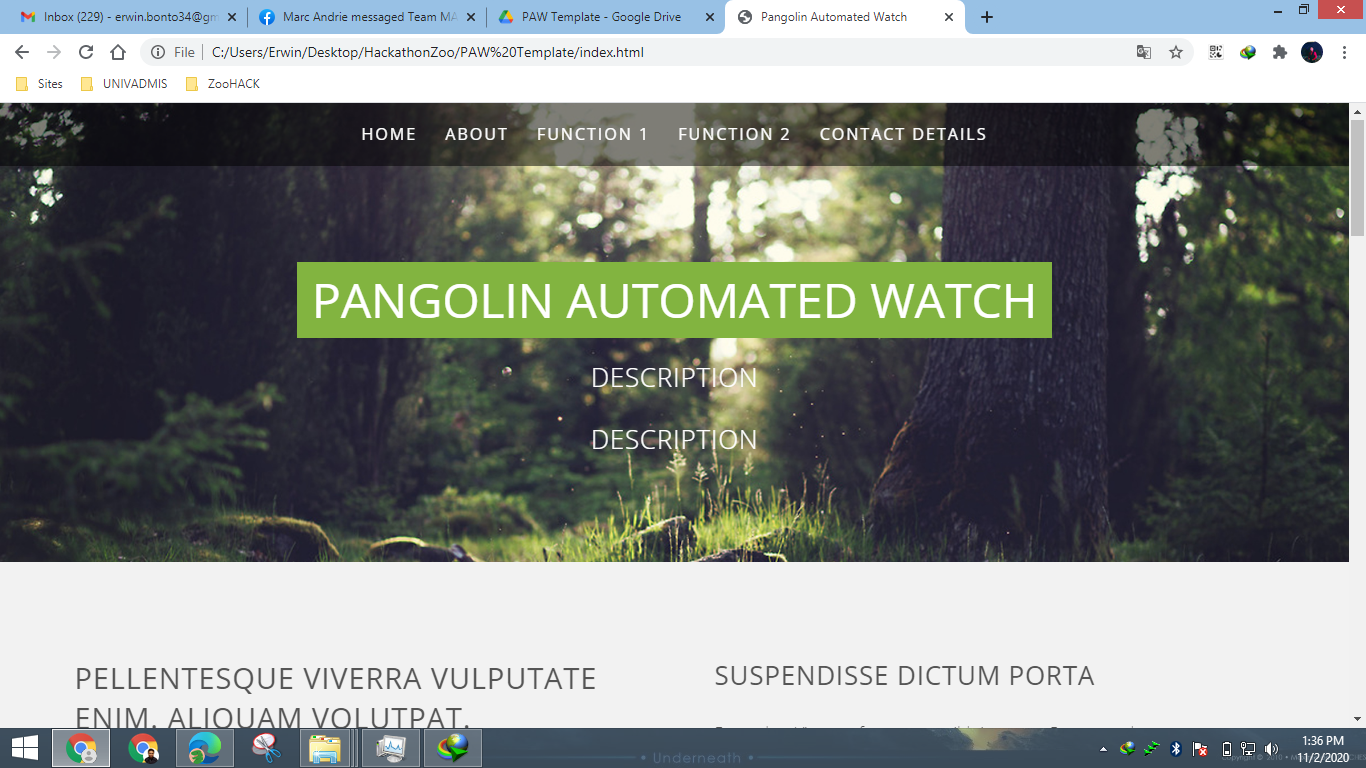 Inbox (229) - erwin.bonto34@gm
Marc Andrie messaged Team MA
PAW Template - Google Drive
Pangolin Automated Watch
File
C:/Users/Erwin/Desktop/HackathonZoo/PAW%20Template/index.html
Sites
UNIVADMIS
ZooHACK
HOME
ABOUT
FUNCTION 1
FUNCTION 2
CONTACT DETAILS
PANGOLIN AUTOMATED WATCH
DESCRIPTION
DESCRIPTION
PELLENTESQUE VIVERRA VULPUTATE
ENIM. ALIQUAM VOLUTPAT.
SUSPENDISSE DICTUM PORTA
1:36 PM
11/2/2020
• Underneath •
Copyright © 2010 •